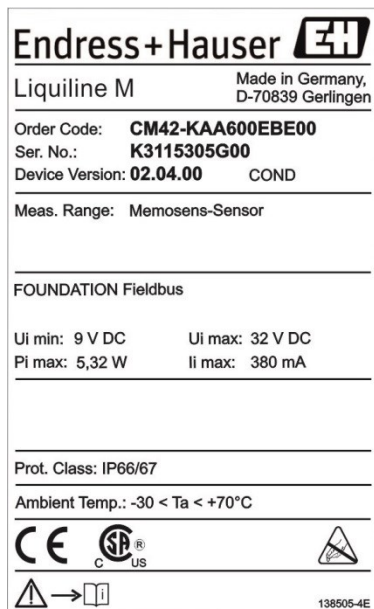 Endress+Hauser EH
Liquiline M
Made in Germany,
D-70839 Gerlingen
Order Code: CM42-KAA600EBE00
Ser. No.: K3115305G00
Device Version: 02.04.00 COND
Meas. Range: Memosens-Sensor
FOUNDATION Fieldbus
Ui min: 9 V DC Ui max: 32 V DC
Pi max: 5,32 W Ii max: 380 mA
Prot. Class: IP66/67
Ambient Temp.: -30 < Ta < +70°C
CE C SA ® US
138505-4E